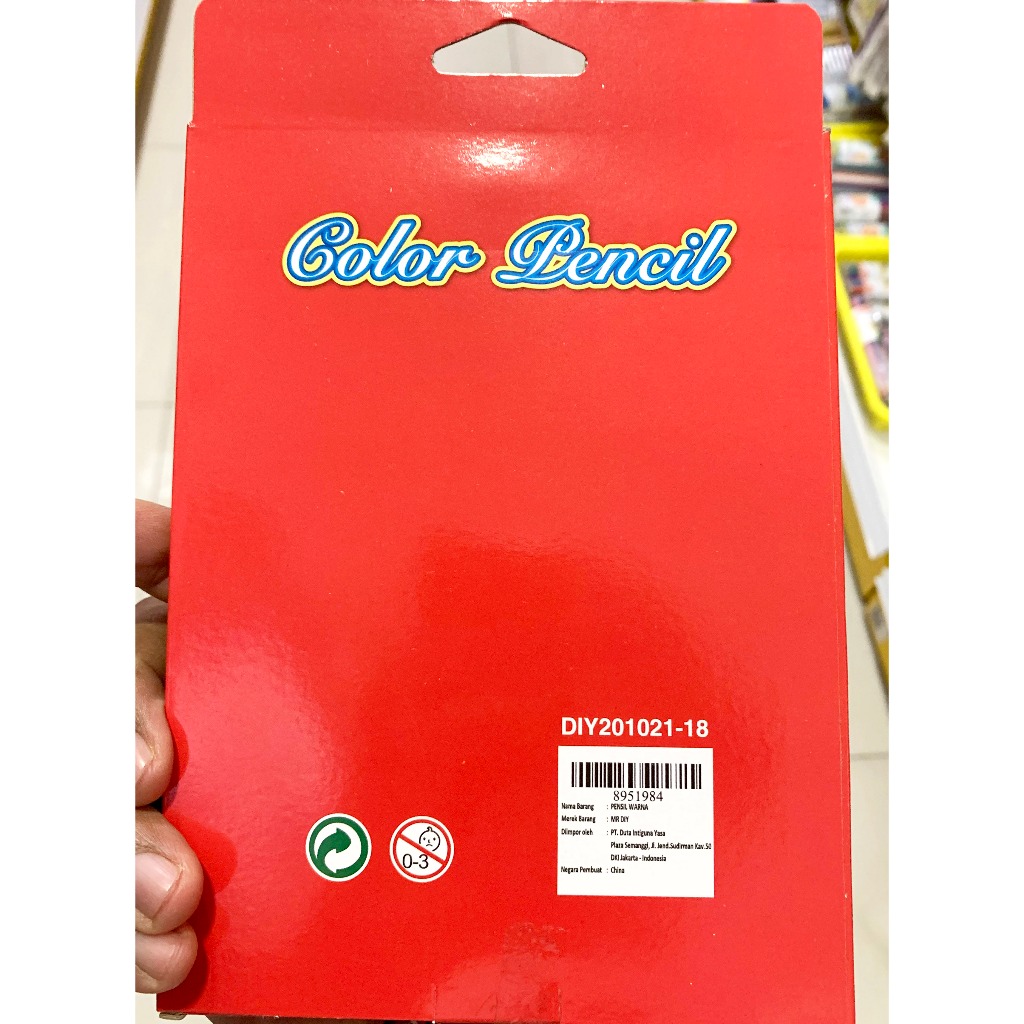 Color Pencil
DIY201021-18
8951984
Nama Barang : PENSIL WARNA
Merek Barang : MR DIY
Diimpor oleh : PT. Duta Intiguna Yasa
Plaza Semanggi, Jl. Jend.Sudirman Kav.50
DKI Jakarta - Indonesia
Negara Pembuat : China
0-3